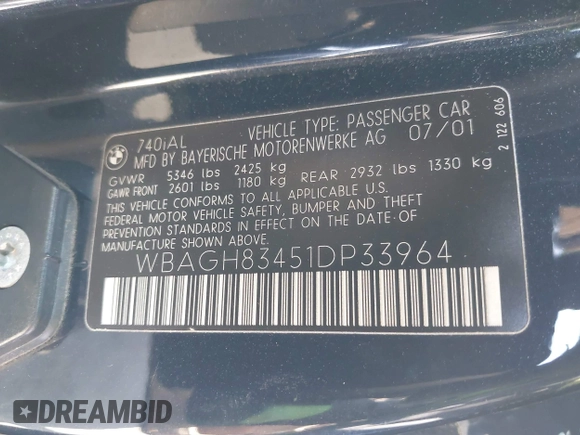 740iAL VEHICLE TYPE: PASSENGER CAR
MFD BY BAYERISCHE MOTORENWERKE AG 07/01
GVWR 5346 lbs 2425 kg
GAWR FRONT 2601 lbs 1180 kg REAR 2932 lbs 1330 kg
THIS VEHICLE CONFORMS TO ALL APPLICABLE U.S.
FEDERAL MOTOR VEHICLE SAFETY, BUMPER AND THEFT
PREVENTION STANDARDS IN EFFECT ON THE DATE OF
MANUFACTURE SHOWN ABOVE.
WBAGH83451DP33964
2 122 606
BMW
DREAMBID